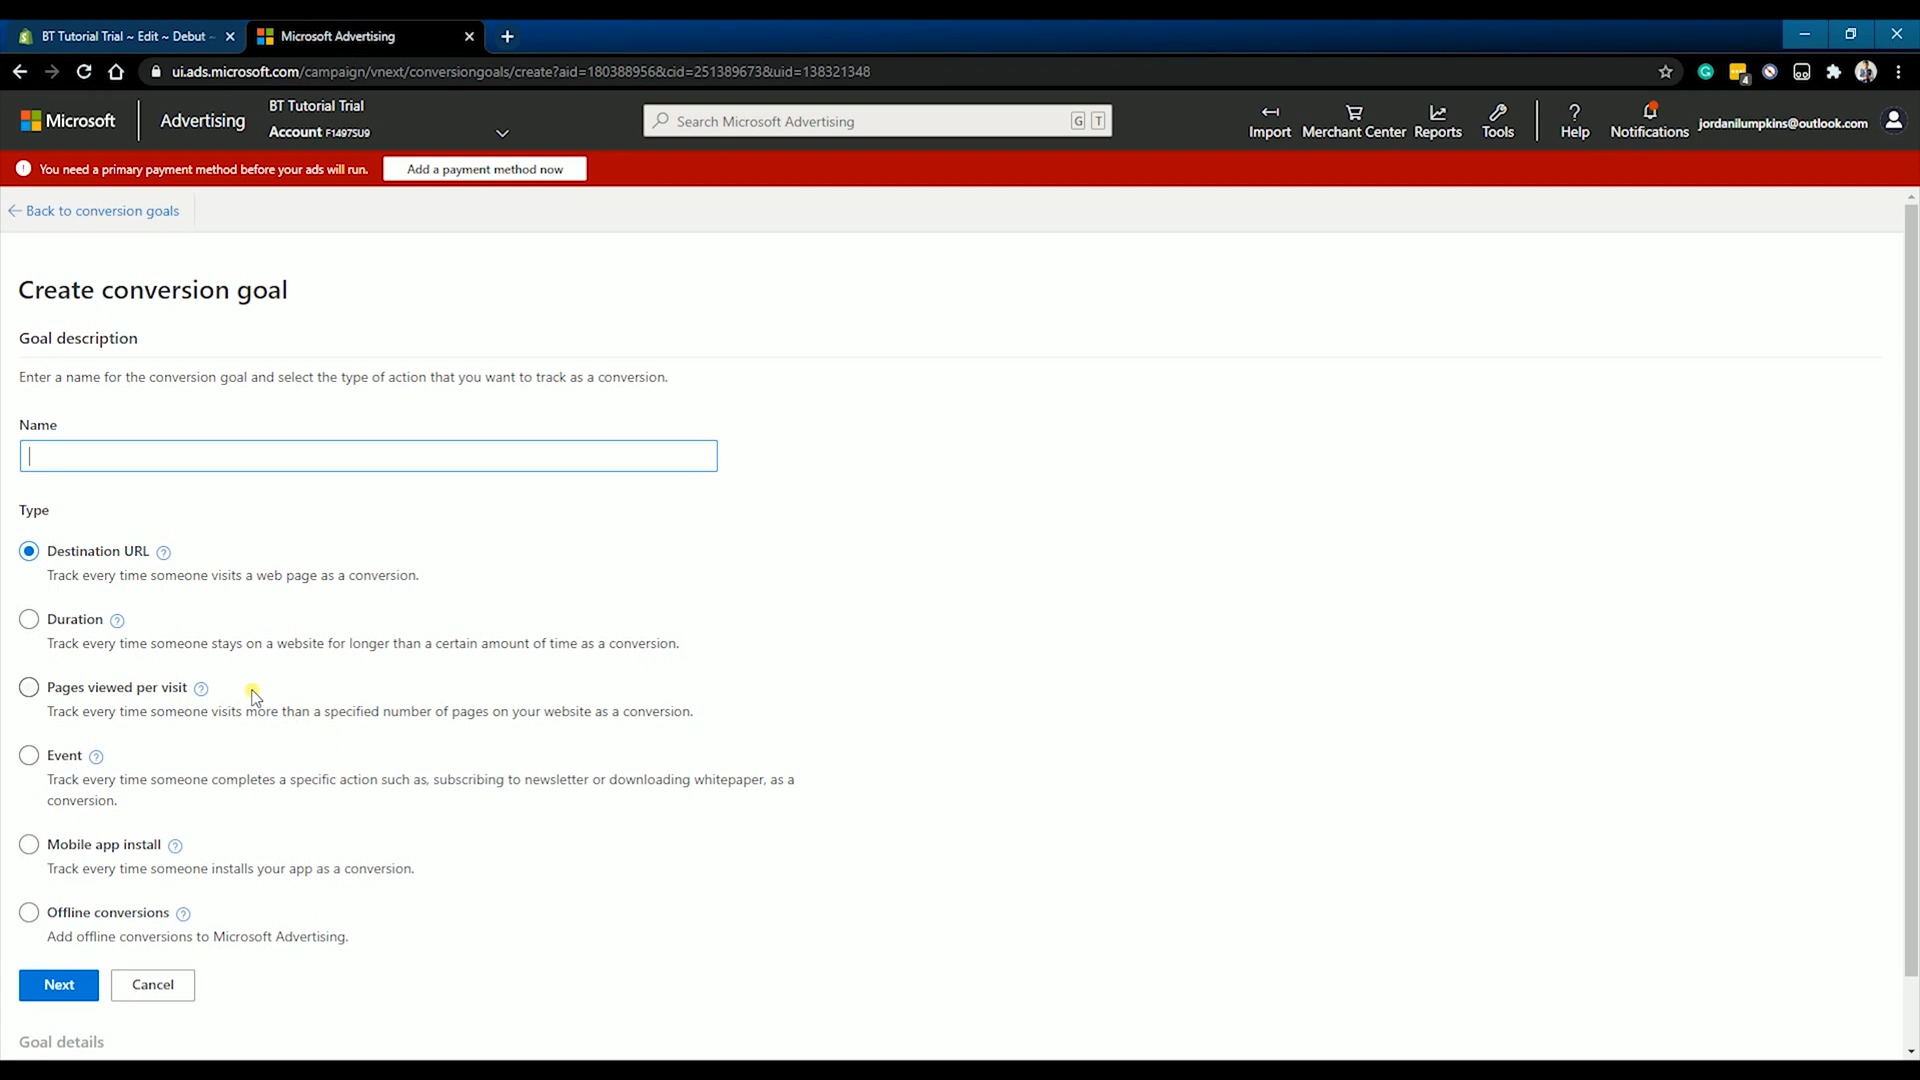 BT Tutorial Trial ~ Edit ~ Debut ~
Microsoft Advertising
ui.ads.microsoft.com/campaign/vnext/conversiongoals/create?aid=180388956&cid=251389673&uid=138321348
4
Microsoft
Advertising
BT Tutorial Trial
Account F1497SU9
Search Microsoft Advertising
G T
Import
Merchant Center
Reports
Tools
Help
Notifications
jordanilumpkins@outlook.com
You need a primary payment method before your ads will run.
Add a payment method now
Back to conversion goals
Create conversion goal
Goal description
Enter a name for the conversion goal and select the type of action that you want to track as a conversion.
Name
Type
Destination URL
Track every time someone visits a web page as a conversion.
Duration
Track every time someone stays on a website for longer than a certain amount of time as a conversion.
Pages viewed per visit
Track every time someone visits more than a specified number of pages on your website as a conversion.
Event
Track every time someone completes a specific action such as, subscribing to newsletter or downloading whitepaper, as a
conversion.
Mobile app install
Track every time someone installs your app as a conversion.
Offline conversions
Add offline conversions to Microsoft Advertising.
Next
Cancel
Goal details